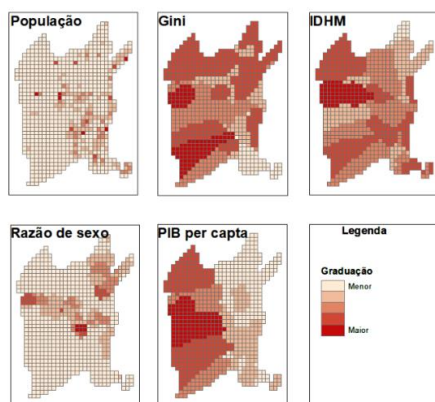 População
Gini
IDHM
Razão de sexo
PIB per capta
Legenda
Graduação
Menor
Maior